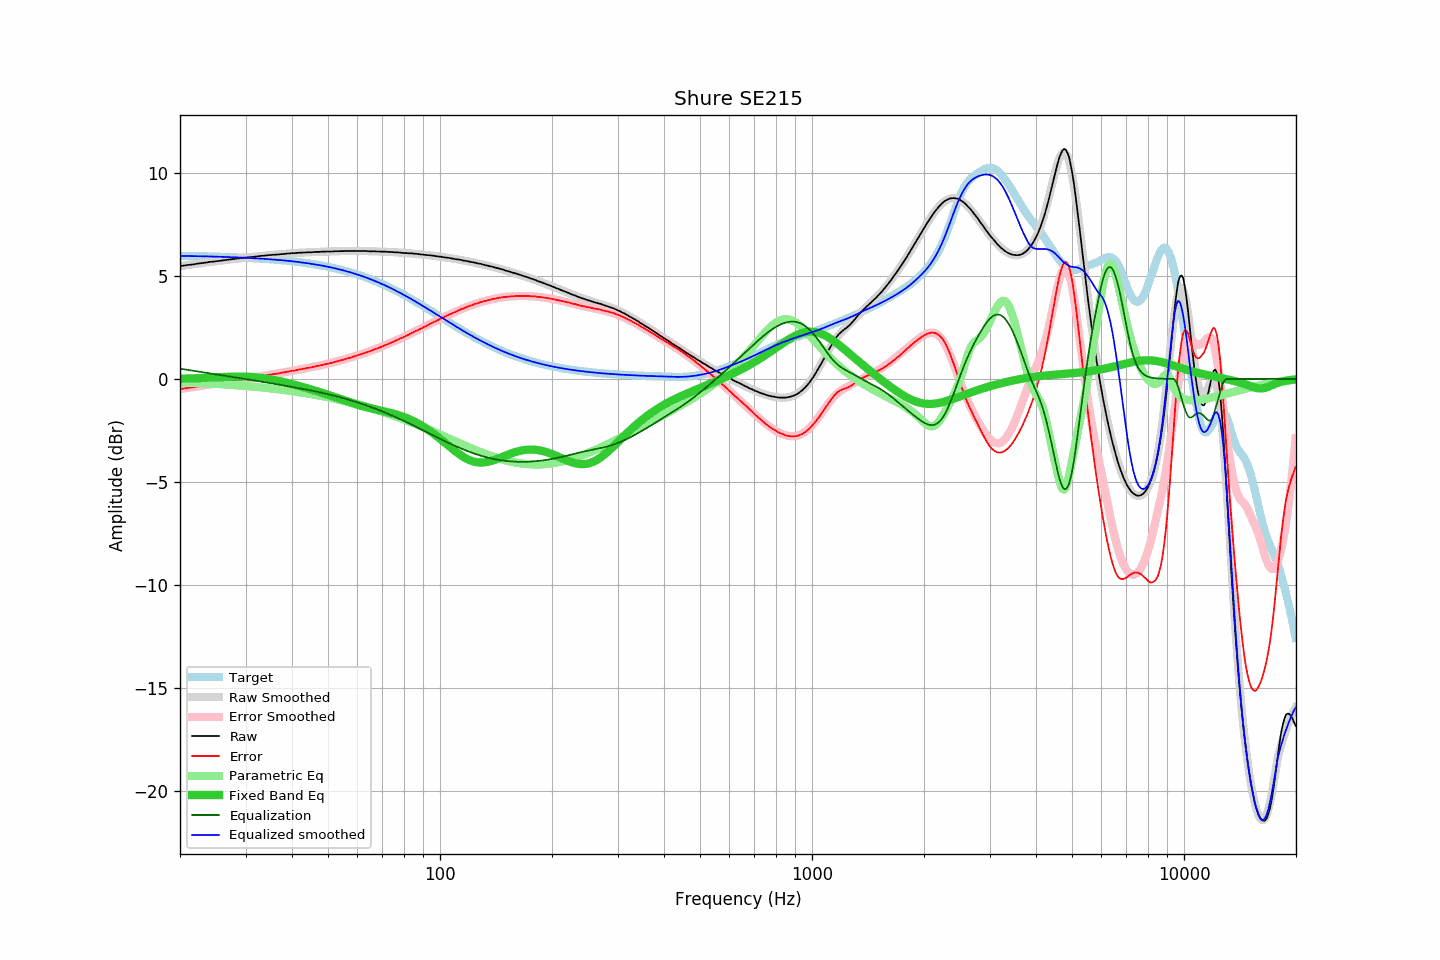 Shure SE215
Amplitude (dBr)
10
5
0
−5
−10
−15
−20
Target
Raw Smoothed
Error Smoothed
Raw
Error
Parametric Eq
Fixed Band Eq
Equalization
Equalized smoothed
100 1000 10000
Frequency (Hz)